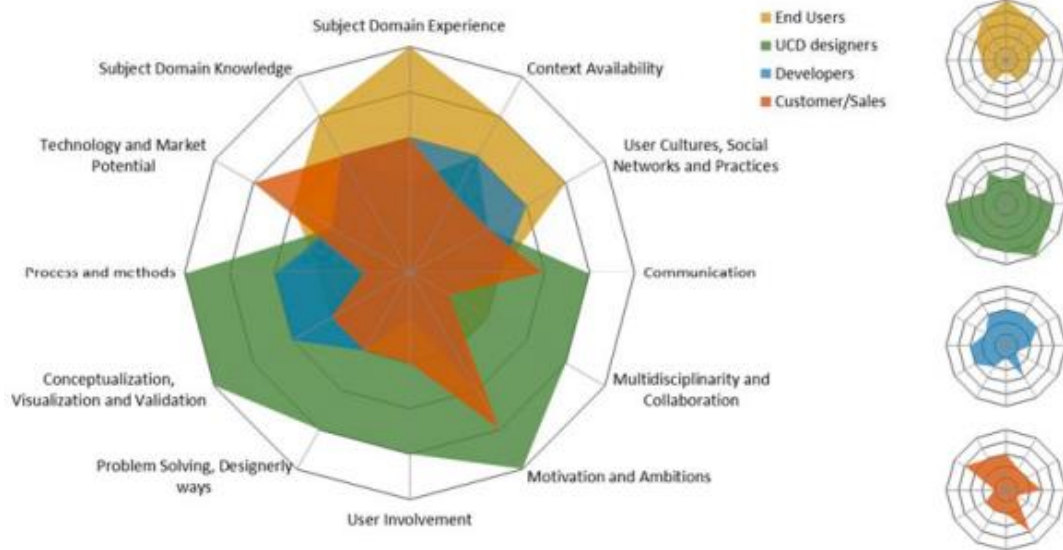 Subject Domain Experience
Subject Domain Knowledge
Context Availability
Technology and Market
Potential
User Cultures, Social
Networks and Practices
Process and methods
Communication
Conceptualization,
Visualization and Validation
Multidisciplinarity and
Collaboration
Problem Solving, Designerly
ways
Motivation and Ambitions
User Involvement
End Users
UCD designers
Developers
Customer/Sales